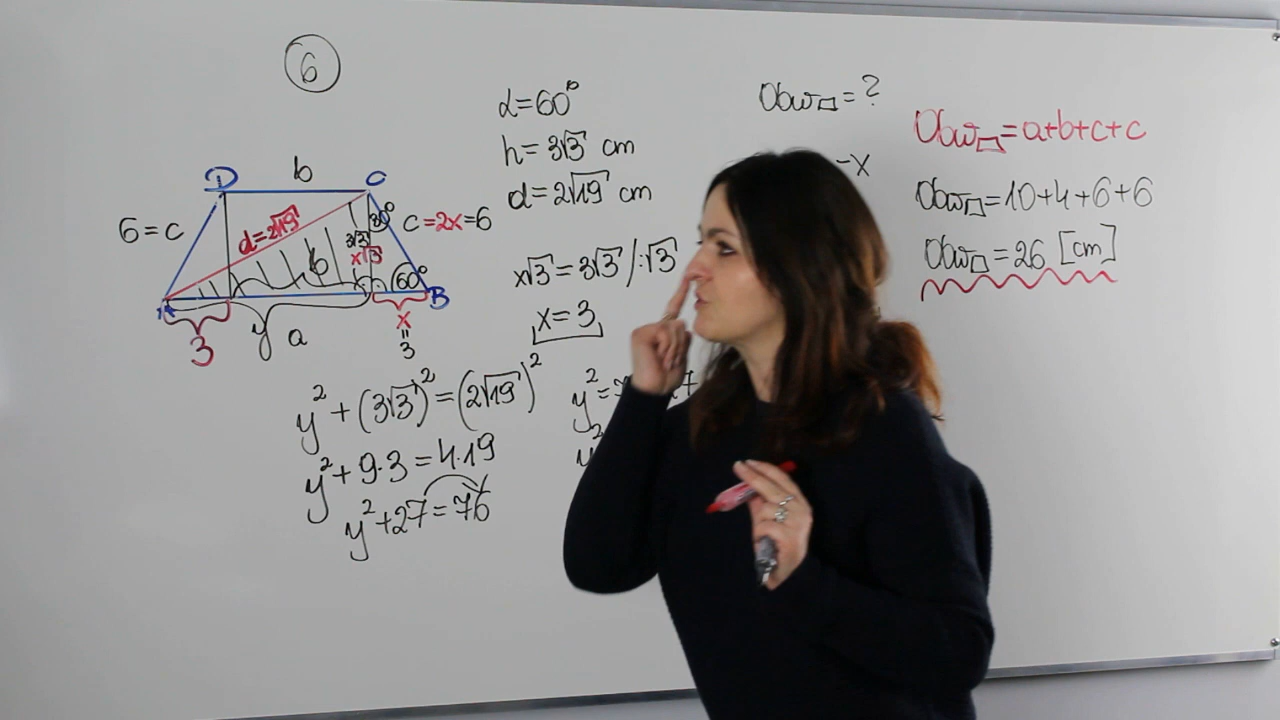 6
D b C
6=c d=2√19 30° c=2x=6
3√3
x√3
b 60°
A B
3 y a x
=
3
α=60°
h=3√3 cm
d=2√19 cm
x√3=3√3/:√3
x=3
y²+(3√3)²=(2√19)²
y²+9·3=4·19
y²+27=76
y²=
y²
Obw▱=?
-x
Obw▱=a+b+c+c
Obw▱=10+4+6+6
Obw▱=26 [cm]